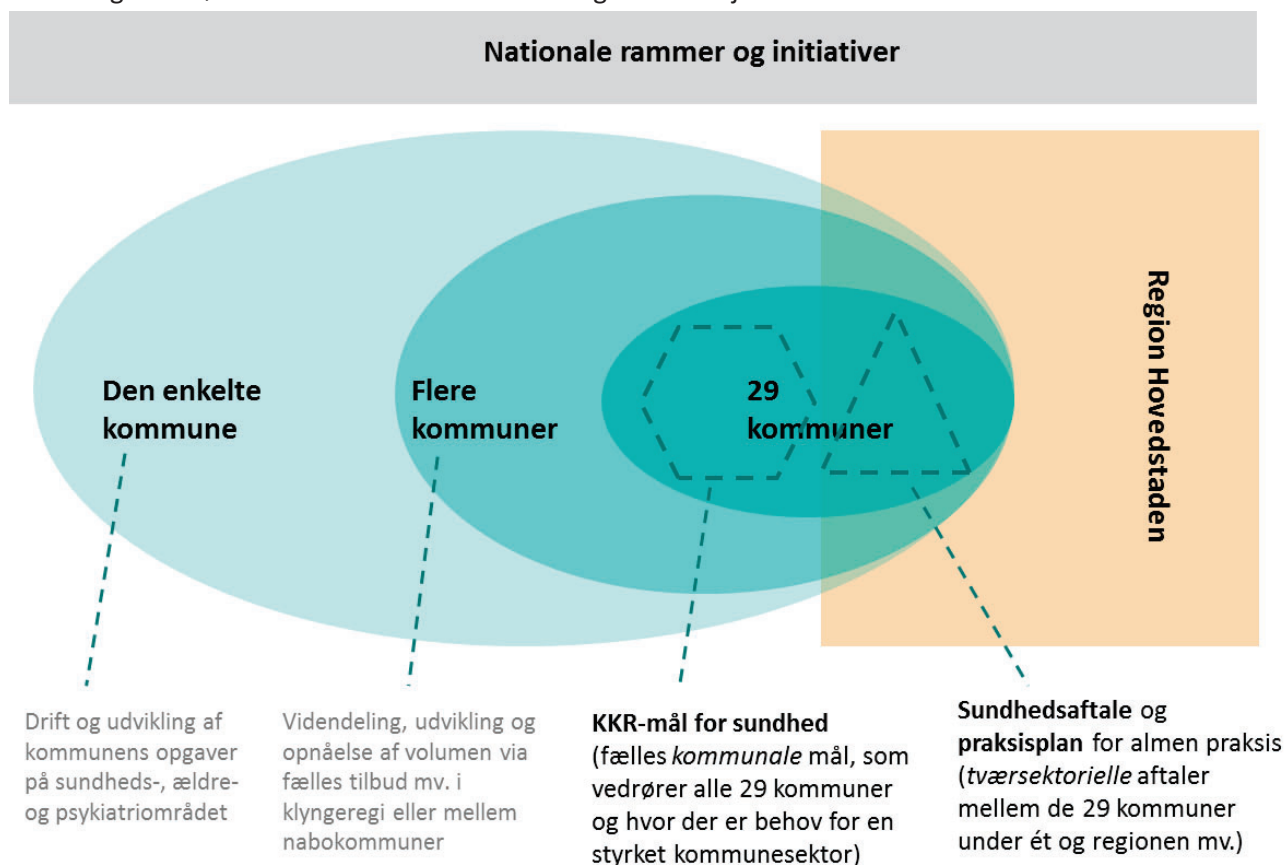 Nationale rammer og initiativer
Den enkelte
kommune
Flere
kommuner
29
kommuner
Region Hovedstaden
Drift og udvikling af
kommunens opgaver
på sundheds-, ældre-
og psykiatriområdet
Videndeling, udvikling og
opnåelse af volumen via
fælles tilbud mv. i
klyngeregi eller mellem
nabokommuner
KKR-mål for sundhed
(fælles kommunale mål, som
vedrører alle 29 kommuner
og hvor der er behov for en
styrket kommunesektor)
Sundhedsaftale og
praksisplan for almen praksis
(tværsektorielle aftaler
mellem de 29 kommuner
under ét og regionen mv.)